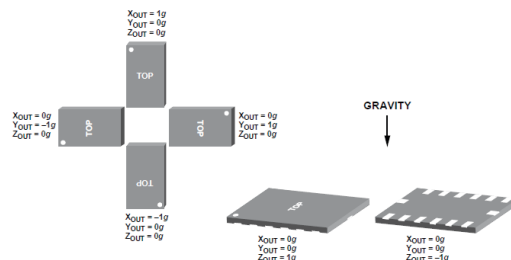 XOUT = 1g
YOUT = 0g
ZOUT = 0g
TOP
XOUT = 0g
YOUT = –1g
ZOUT = 0g
TOP
TOP
XOUT = 0g
YOUT = 1g
ZOUT = 0g
GRAVITY
TOP
XOUT = –1g
YOUT = 0g
ZOUT = 0g
TOP
XOUT = 0g
YOUT = 0g
ZOUT = 1g
XOUT = 0g
YOUT = 0g
ZOUT = –1g